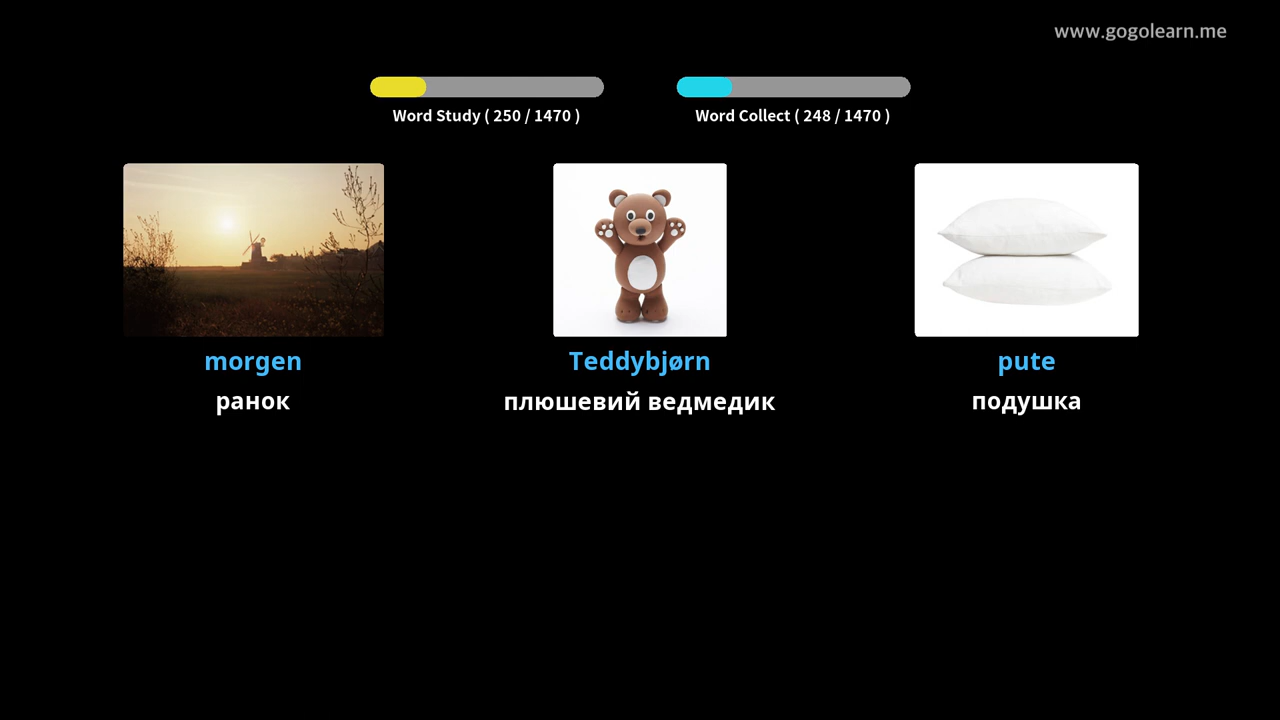 www.gogolearn.me
Word Study ( 250 / 1470 )
Word Collect ( 248 / 1470 )
morgen
ранок
Teddybjørn
плюшевий ведмедик
pute
подушка